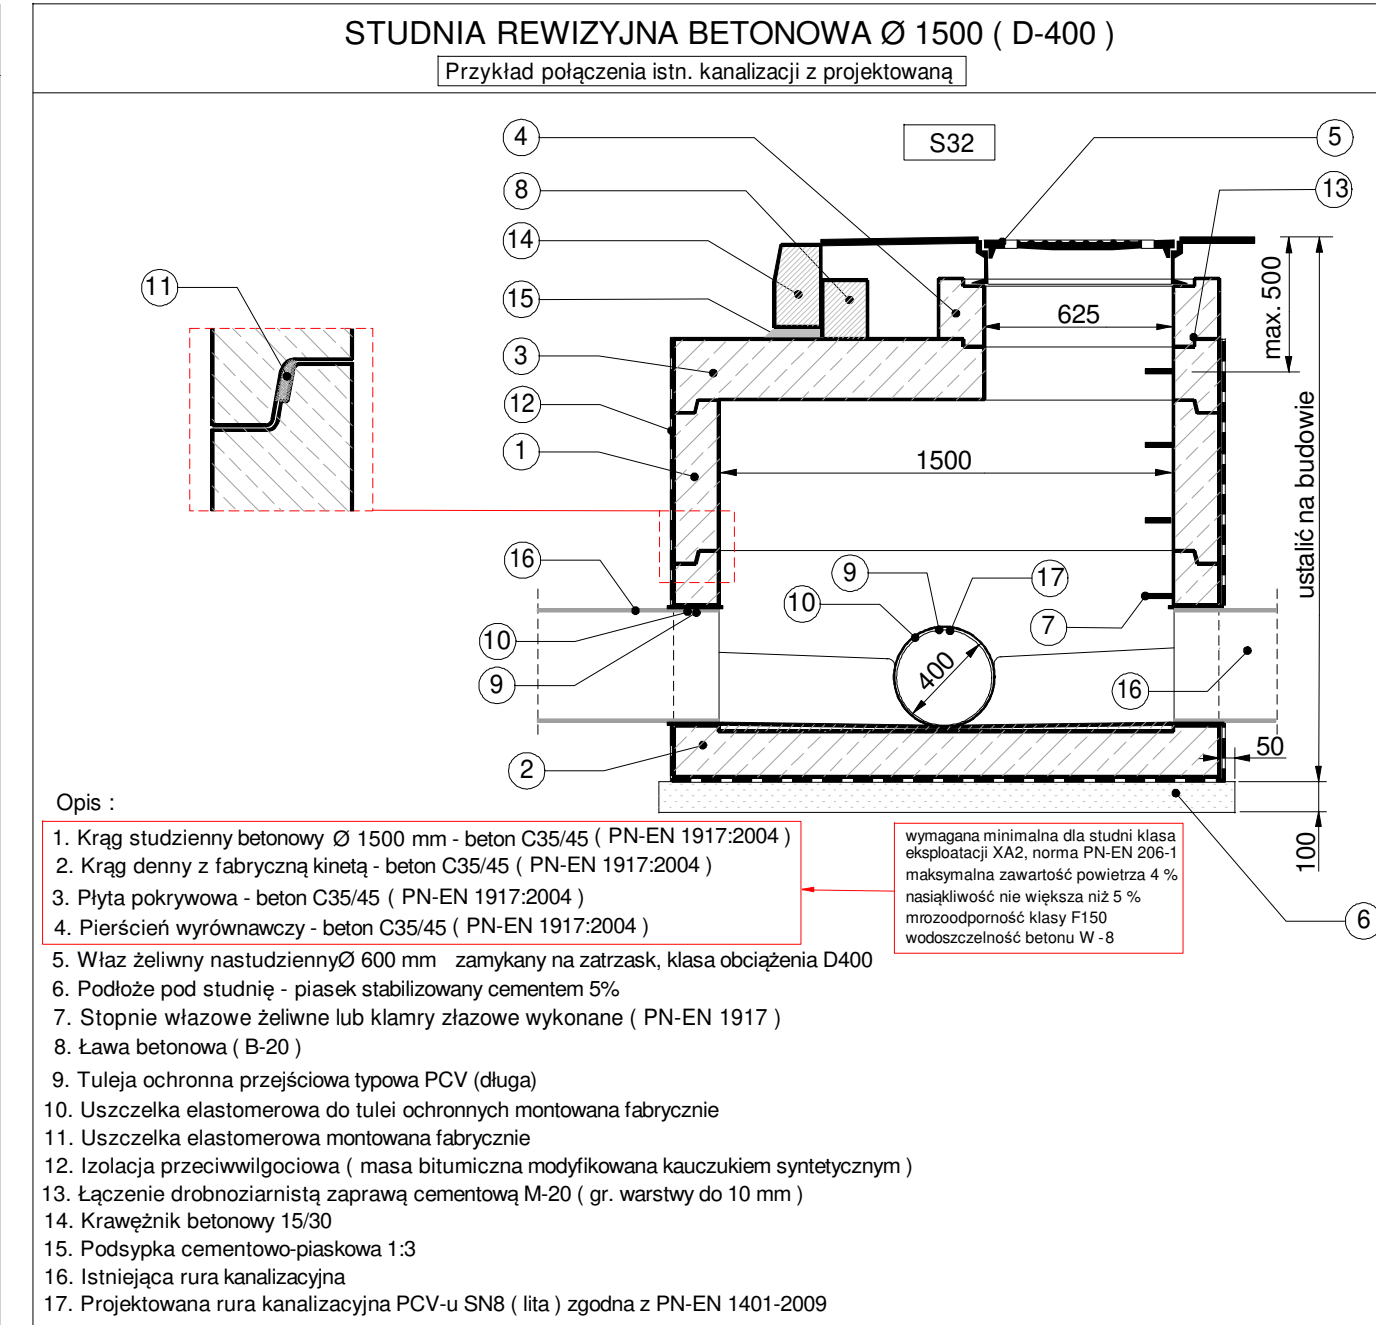 STUDNIA REWIZYJNA BETONOWA Ø 1500 ( D-400 )
Przykład połączenia istn. kanalizacji z projektowaną
S32
4
5
8
13
14
11
15
625
max. 500
3
12
1
1500
ustalić na budowie
16
9
17
10
7
10
9
400
16
2
50
100
6
Opis :
1. Krąg studzienny betonowy Ø 1500 mm - beton C35/45 ( PN-EN 1917:2004 )
2. Krąg denny z fabryczną kinetą - beton C35/45 ( PN-EN 1917:2004 )
3. Płyta pokrywowa - beton C35/45 ( PN-EN 1917:2004 )
4. Pierścień wyrównawczy - beton C35/45 ( PN-EN 1917:2004 )
wymagana minimalna dla studni klasa
eksploatacji XA2, norma PN-EN 206-1
maksymalna zawartość powietrza 4 %
nasiąkliwość nie większa niż 5 %
mrozoodporność klasy F150
wodoszczelność betonu W -8
5. Właz żeliwny nastudziennyØ 600 mm zamykany na zatrzask, klasa obciążenia D400
6. Podłoże pod studnię - piasek stabilizowany cementem 5%
7. Stopnie włazowe żeliwne lub klamry złazowe wykonane ( PN-EN 1917 )
8. Ława betonowa ( B-20 )
9. Tuleja ochronna przejściowa typowa PCV (długa)
10. Uszczelka elastomerowa do tulei ochronnych montowana fabrycznie
11. Uszczelka elastomerowa montowana fabrycznie
12. Izolacja przeciwwilgociowa ( masa bitumiczna modyfikowana kauczukiem syntetycznym )
13. Łączenie drobnoziarnistą zaprawą cementową M-20 ( gr. warstwy do 10 mm )
14. Krawężnik betonowy 15/30
15. Podsypka cementowo-piaskowa 1:3
16. Istniejąca rura kanalizacyjna
17. Projektowana rura kanalizacyjna PCV-u SN8 ( lita ) zgodna z PN-EN 1401-2009